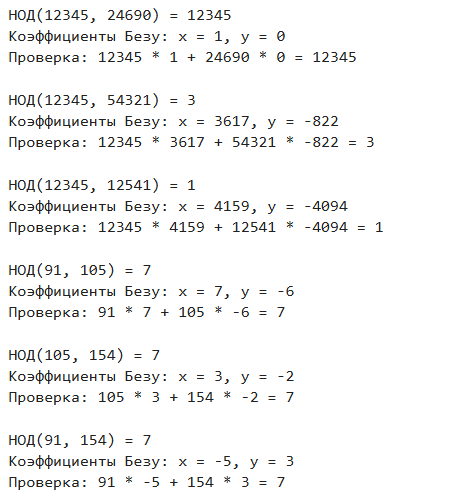 НОД(12345, 24690) = 12345
Коэффициенты Безу: x = 1, y = 0
Проверка: 12345 * 1 + 24690 * 0 = 12345
НОД(12345, 54321) = 3
Коэффициенты Безу: x = 3617, y = -822
Проверка: 12345 * 3617 + 54321 * -822 = 3
НОД(12345, 12541) = 1
Коэффициенты Безу: x = 4159, y = -4094
Проверка: 12345 * 4159 + 12541 * -4094 = 1
НОД(91, 105) = 7
Коэффициенты Безу: x = 7, y = -6
Проверка: 91 * 7 + 105 * -6 = 7
НОД(105, 154) = 7
Коэффициенты Безу: x = 3, y = -2
Проверка: 105 * 3 + 154 * -2 = 7
НОД(91, 154) = 7
Коэффициенты Безу: x = -5, y = 3
Проверка: 91 * -5 + 154 * 3 = 7